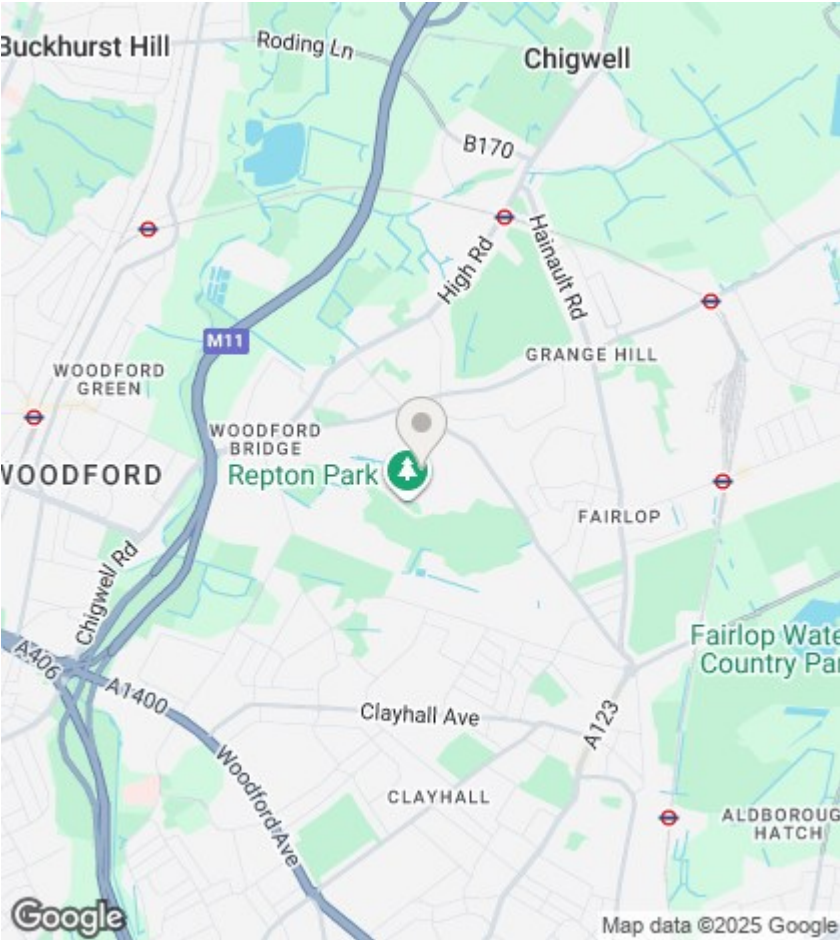 Buckhurst Hill
Roding Ln
Chigwell
B170
High Rd
Hainault Rd
M11
GRANGE HILL
WOODFORD
GREEN
WOODFORD
BRIDGE
WOODFORD
Repton Park
FAIRLOP
Chigwell Rd
Fairlop Wate
Country Par
A406
A1400
Clayhall Ave
A123
Woodford Ave
CLAYHALL
ALDBOROUG
HATCH
Google
Map data ©2025 Google